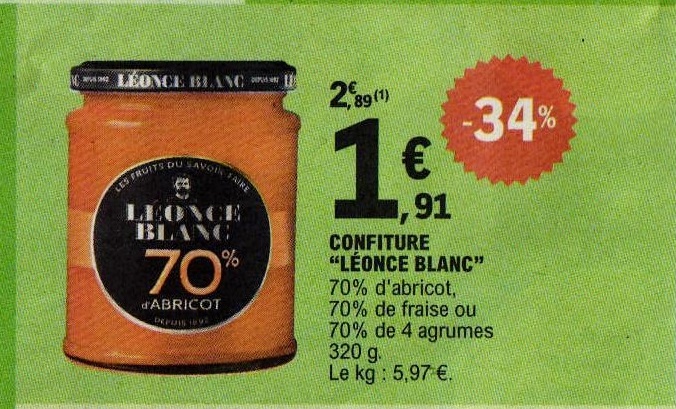 LÉONCE BLANC
LES FRUITS DU SAVOIR FAIRE
LÉONCE
BLANC
70%
d'ABRICOT
DEPUIS
2,€89 (1)
1€,91
-34%
CONFITURE
“LÉONCE BLANC”
70% d'abricot,
70% de fraise ou
70% de 4 agrumes
320 g.
Le kg : 5,97 €.